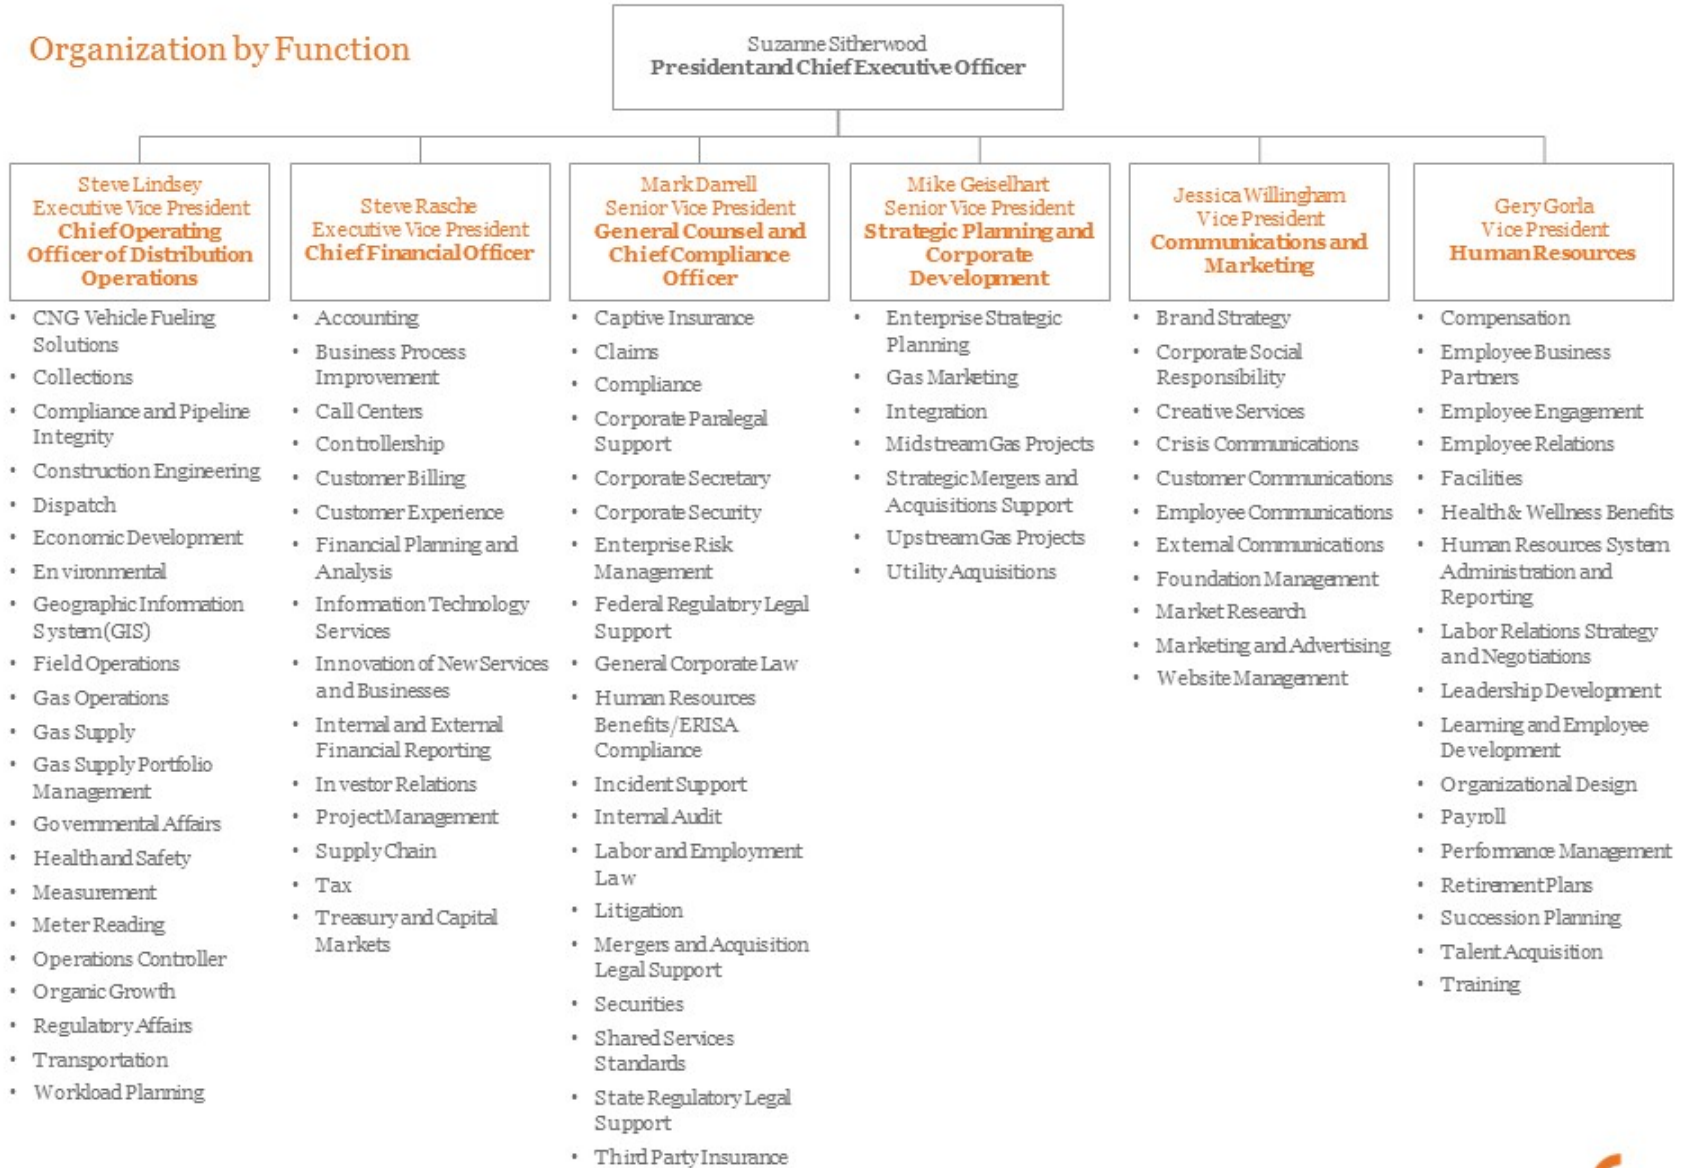 Organization by Function
Suzanne Sitherwood
President and Chief Executive Officer
Steve Lindsey
Executive Vice President
Chief Operating
Officer of Distribution
Operations
• CNG Vehicle Fueling
Solutions
• Collections
• Compliance and Pipeline
Integrity
• Construction Engineering
• Dispatch
• Economic Development
• Environmental
• Geographic Information
System (GIS)
• Field Operations
• Gas Operations
• Gas Supply
• Gas Supply Portfolio
Management
• Governmental Affairs
• Health and Safety
• Measurement
• Meter Reading
• Operations Controller
• Organic Growth
• Regulatory Affairs
• Transportation
• Workload Planning
Steve Rasche
Executive Vice President
Chief Financial Officer
• Accounting
• Business Process
Improvement
• Call Centers
• Controllership
• Customer Billing
• Customer Experience
• Financial Planning and
Analysis
• Information Technology
Services
• Innovation of New Services
and Businesses
• Internal and External
Financial Reporting
• Investor Relations
• Project Management
• Supply Chain
• Tax
• Treasury and Capital
Markets
Mark Darrell
Senior Vice President
General Counsel and
Chief Compliance
Officer
• Captive Insurance
• Claims
• Compliance
• Corporate Paralegal
Support
• Corporate Secretary
• Corporate Security
• Enterprise Risk
Management
• Federal Regulatory Legal
Support
• General Corporate Law
• Human Resources
Benefits/ERISA
Compliance
• Incident Support
• Internal Audit
• Labor and Employment
Law
• Litigation
• Mergers and Acquisition
Legal Support
• Securities
• Shared Services
Standards
• State Regulatory Legal
Support
• Third Party Insurance
Mike Geiselhart
Senior Vice President
Strategic Planning and
Corporate
Development
• Enterprise Strategic
Planning
• Gas Marketing
• Integration
• Midstream Gas Projects
• Strategic Mergers and
Acquisitions Support
• Upstream Gas Projects
• Utility Acquisitions
Jessica Willingham
Vice President
Communications and
Marketing
• Brand Strategy
• Corporate Social
Responsibility
• Creative Services
• Crisis Communications
• Customer Communications
• Employee Communications
• External Communications
• Foundation Management
• Market Research
• Marketing and Advertising
• Website Management
Gery Gorla
Vice President
Human Resources
• Compensation
• Employee Business
Partners
• Employee Engagement
• Employee Relations
• Facilities
• Health & Wellness Benefits
• Human Resources System
Administration and
Reporting
• Labor Relations Strategy
and Negotiations
• Leadership Development
• Learning and Employee
Development
• Organizational Design
• Payroll
• Performance Management
• Retirement Plans
• Succession Planning
• Talent Acquisition
• Training